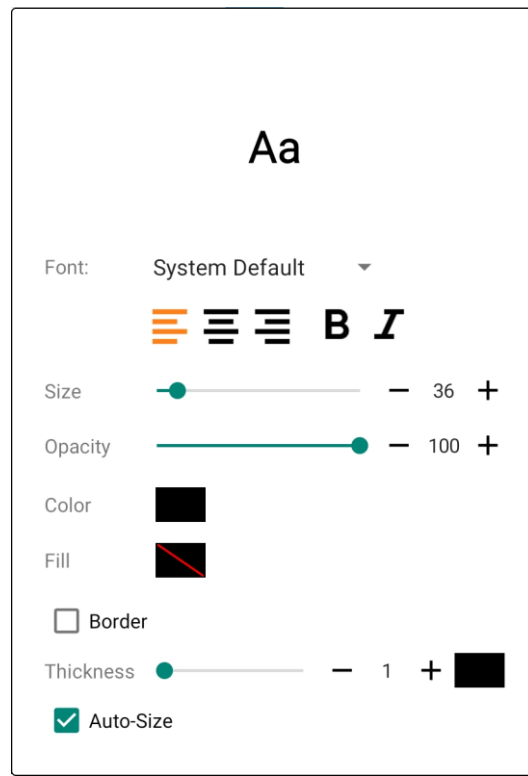 Aa
Font: System Default
B I
Size 36
Opacity 100
Color
Fill
Border
Thickness 1
Auto-Size